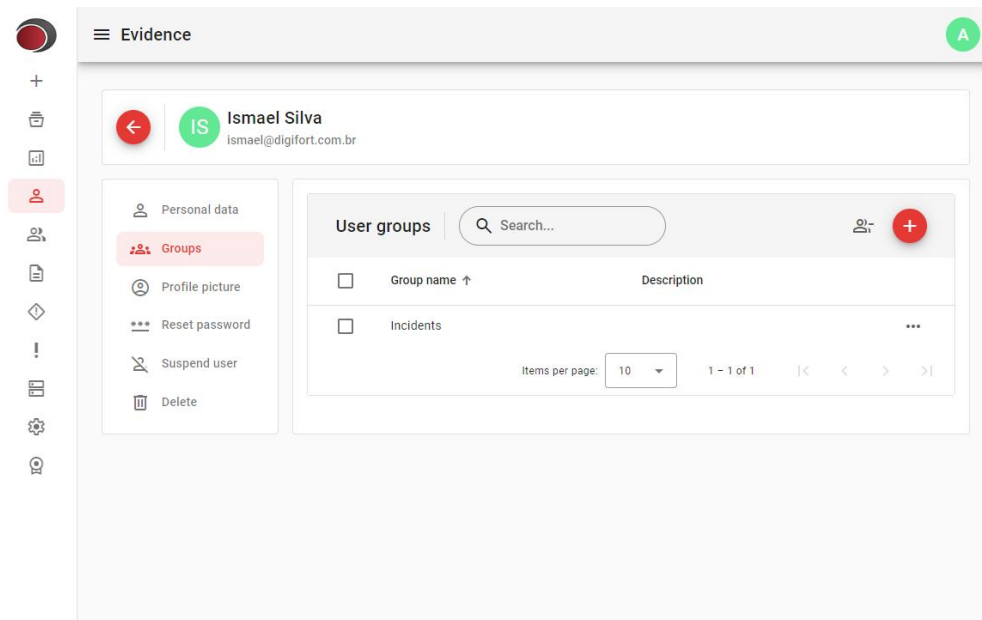 Evidence
A
IS
Ismael Silva
ismael@digifort.com.br
Personal data
Groups
Profile picture
Reset password
Suspend user
Delete
User groups
Search...
Group name
Description
Incidents
Items per page: 10 1 – 1 of 1